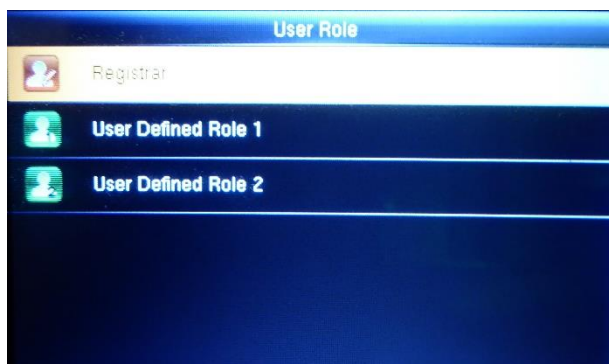 User Role
Registrar
User Defined Role 1
User Defined Role 2